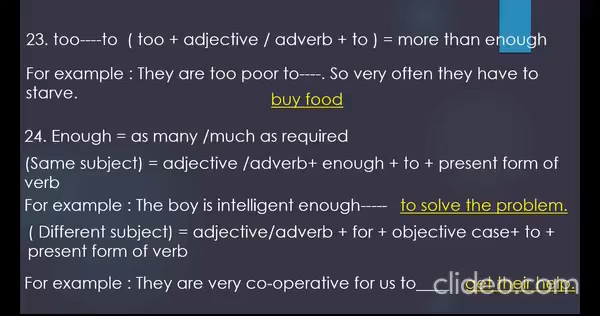 23. too----to ( too + adjective / adverb + to ) = more than enough
For example : They are too poor to----. So very often they have to
starve.
buy food
24. Enough = as many /much as required
(Same subject) = adjective /adverb+ enough + to + present form of
verb
For example : The boy is intelligent enough----- to solve the problem.
( Different subject) = adjective/adverb + for + objective case+ to +
present form of verb
For example : They are very co-operative for us to____ get their help.
clideo.com